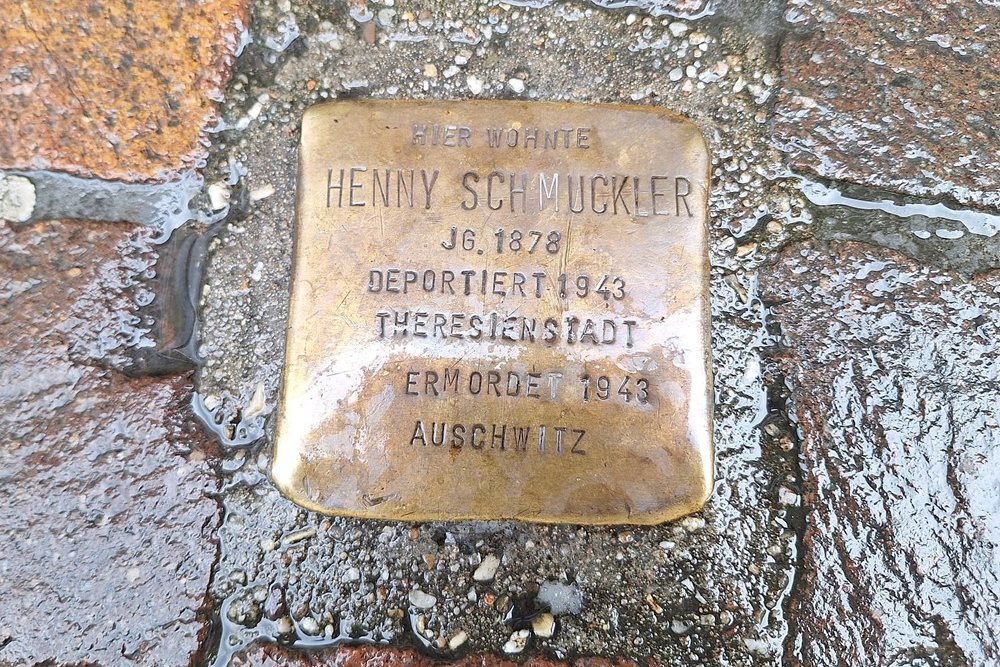 HIER WOHNTE
HENNY SCHMUCKLER
JG. 1878
DEPORTIERT 1943
THERESIENSTADT
ERMORDET 1943
AUSCHWITZ